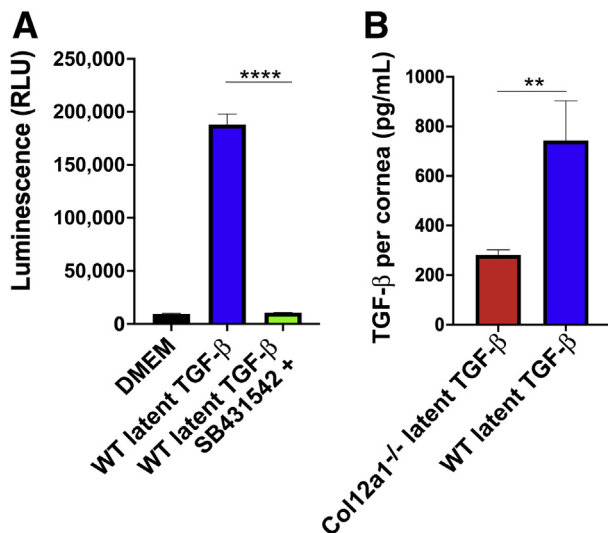 A
Luminescence (RLU)
250,000
200,000
150,000
100,000
50,000
0
****
DMEM
WT latent TGF-β
WT latent TGF-β
SB431542 +
B
TGF-β per cornea (pg/mL)
1000
800
600
400
200
0
**
Col12a1-/- latent TGF-β
WT latent TGF-β